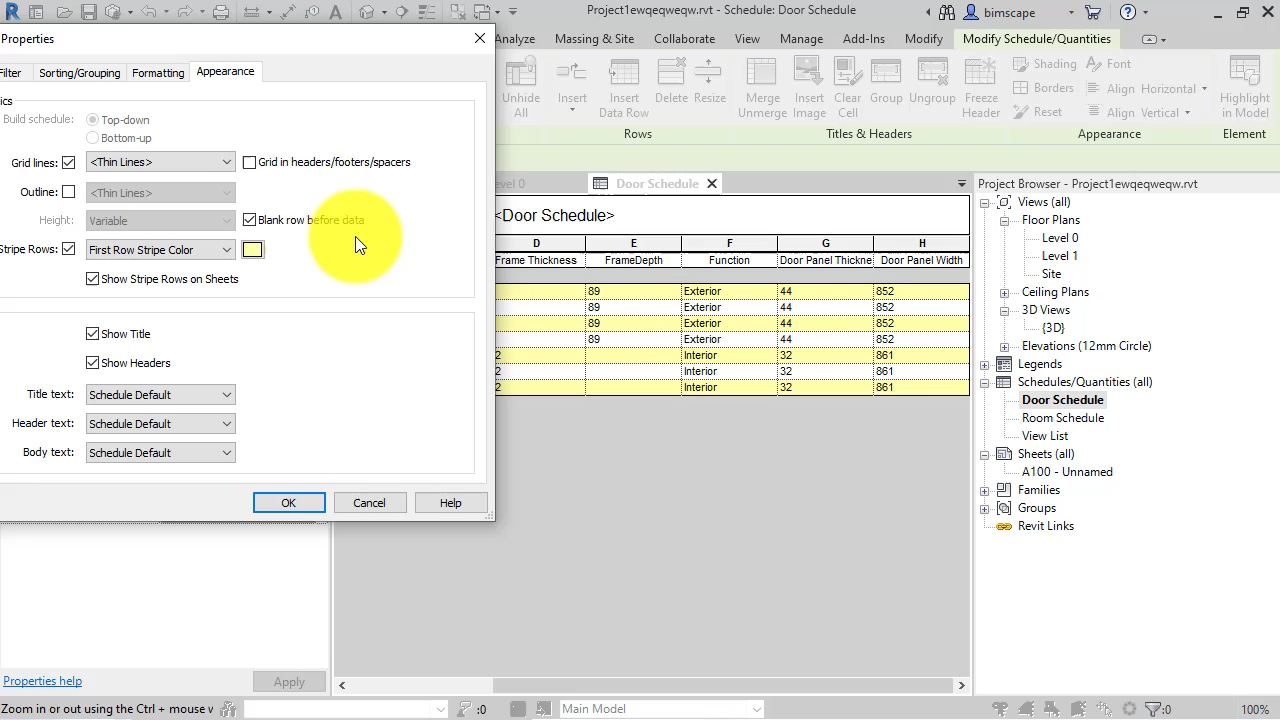 Project1ewqeqweqw.rvt - Schedule: Door Schedule
bimscape
Properties
Analyze
Massing & Site
Collaborate
View
Manage
Add-Ins
Modify
Modify Schedule/Quantities
Filter
Sorting/Grouping
Formatting
Appearance
Unhide
All
Insert
Insert
Data Row
Delete
Resize
Merge
Unmerge
Insert
Image
Clear
Cell
Group
Ungroup
Freeze
Header
Shading
Borders
Reset
Font
Align Horizontal
Align Vertical
Highlight
in Model
Rows
Titles & Headers
Appearance
Element
ics
Build schedule:
Top-down
Bottom-up
Grid lines:
<Thin Lines>
Grid in headers/footers/spacers
Outline:
<Thin Lines>
Height:
Variable
Blank row before data
Stripe Rows:
First Row Stripe Color
Show Stripe Rows on Sheets
Show Title
Show Headers
Title text:
Schedule Default
Header text:
Schedule Default
Body text:
Schedule Default
OK
Cancel
Help
Properties help
Apply
evel 0
Door Schedule
<Door Schedule>
D E F G H
Frame Thickness FrameDepth Function Door Panel Thickne Door Panel Width
89 Exterior 44 852
89 Exterior 44 852
89 Exterior 44 852
89 Exterior 44 852
2 Interior 32 861
2 Interior 32 861
2 Interior 32 861
Project Browser - Project1ewqeqweqw.rvt
Views (all)
Floor Plans
Level 0
Level 1
Site
Ceiling Plans
3D Views
{3D}
Elevations (12mm Circle)
Legends
Schedules/Quantities (all)
Door Schedule
Room Schedule
View List
Sheets (all)
A100 - Unnamed
Families
Groups
Revit Links
Zoom in or out using the Ctrl + mouse w
:0
Main Model
:0
100%